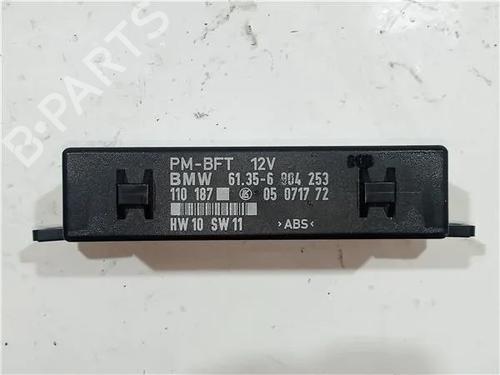 B-PARTS
PM-BFT 12V
BMW 61.35-6 904 253
110 187 05 0717 72
HW 10 SW 11 >ABS<